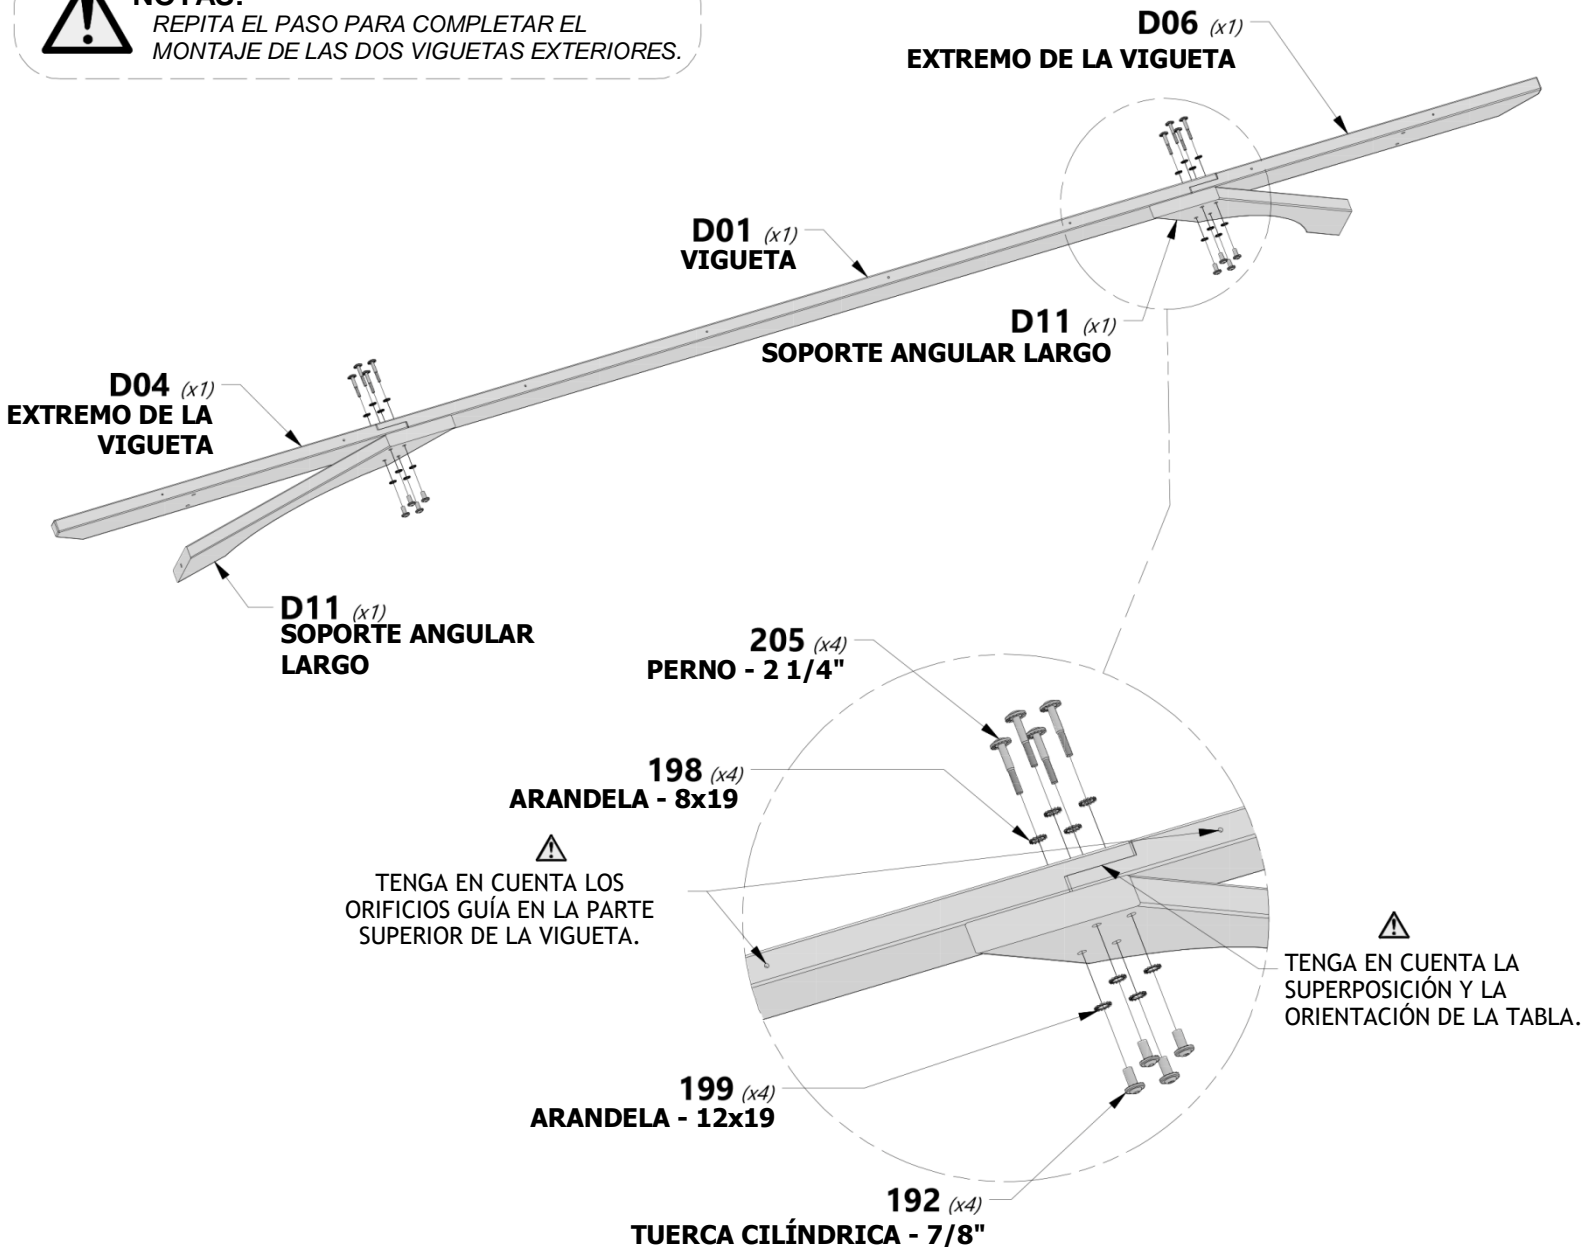 NOTAS:
REPITA EL PASO PARA COMPLETAR EL
MONTAJE DE LAS DOS VIGUETAS EXTERIORES.
D06 (x1)
EXTREMO DE LA VIGUETA
D01 (x1)
VIGUETA
D11 (x1)
SOPORTE ANGULAR LARGO
D04 (x1)
EXTREMO DE LA
VIGUETA
D11 (x1)
SOPORTE ANGULAR
LARGO
205 (x4)
PERNO - 2 1/4"
198 (x4)
ARANDELA - 8x19
TENGA EN CUENTA LOS
ORIFICIOS GUÍA EN LA PARTE
SUPERIOR DE LA VIGUETA.
TENGA EN CUENTA LA
SUPERPOSICIÓN Y LA
ORIENTACIÓN DE LA TABLA.
199 (x4)
ARANDELA - 12x19
192 (x4)
TUERCA CILÍNDRICA - 7/8"